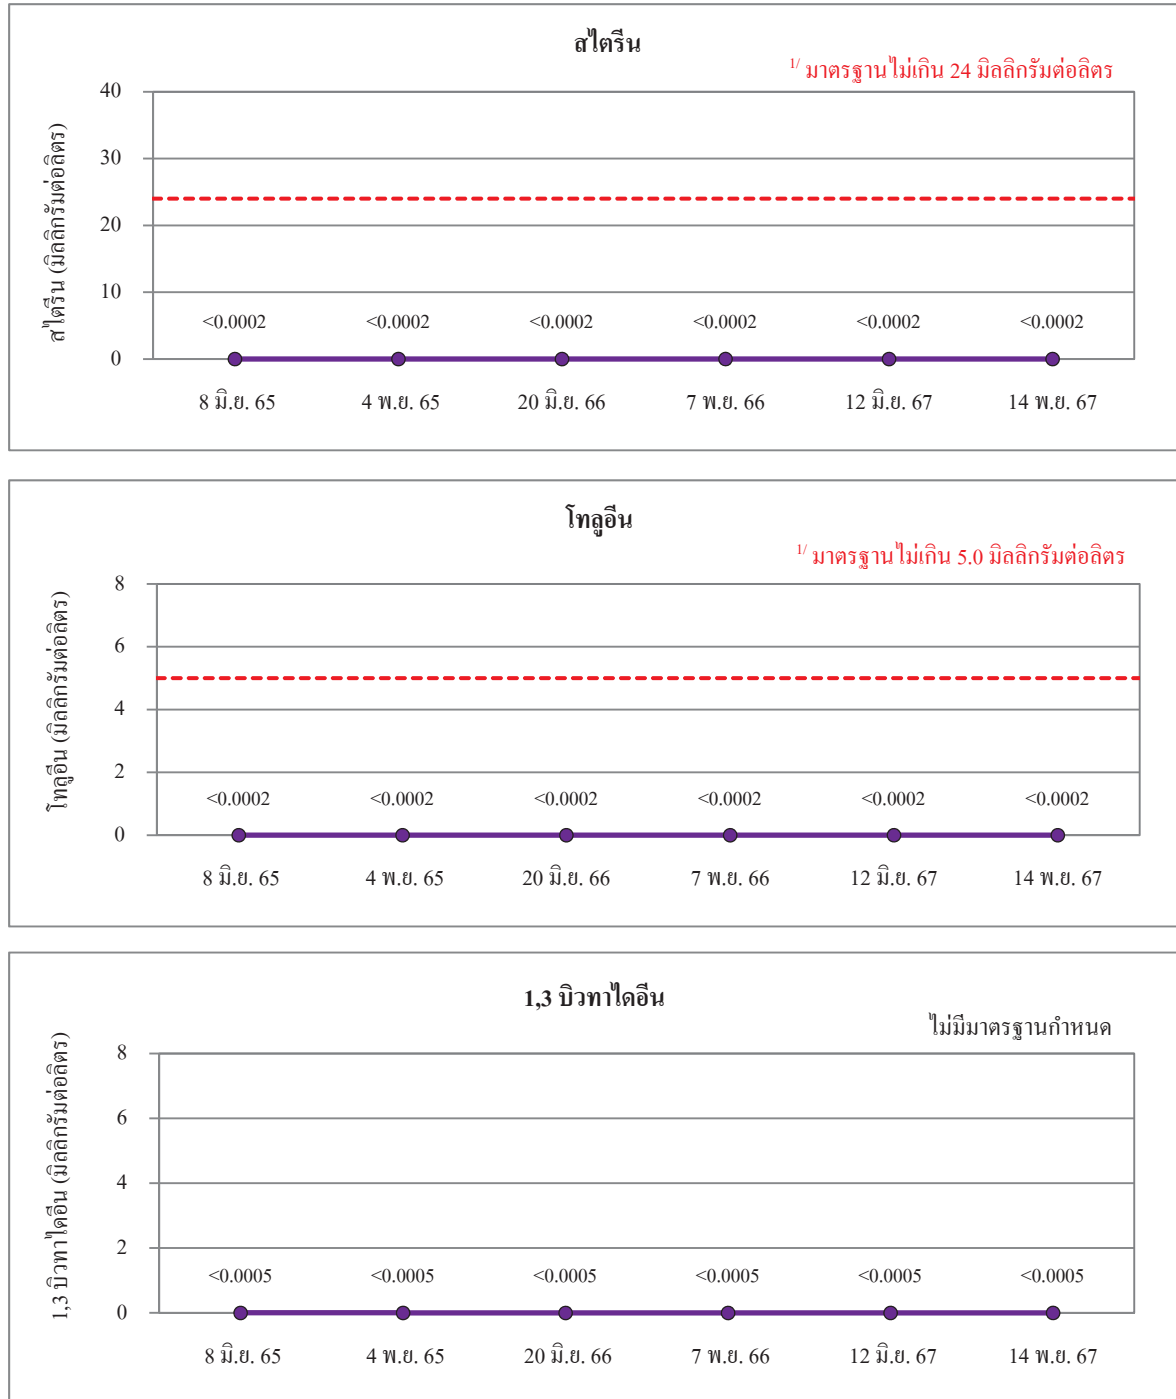 สไตรีน
1/ มาตรฐานไม่เกิน 24 มิลลิกรัมต่อลิตร
สไตรีน (มิลลิกรัมต่อลิตร)
40
30
20
10
0
<0.0002 <0.0002 <0.0002 <0.0002 <0.0002 <0.0002
8 มิ.ย. 65 4 พ.ย. 65 20 มิ.ย. 66 7 พ.ย. 66 12 มิ.ย. 67 14 พ.ย. 67
โทลูอีน
1/ มาตรฐานไม่เกิน 5.0 มิลลิกรัมต่อลิตร
โทลูอีน (มิลลิกรัมต่อลิตร)
8
6
4
2
0
<0.0002 <0.0002 <0.0002 <0.0002 <0.0002 <0.0002
8 มิ.ย. 65 4 พ.ย. 65 20 มิ.ย. 66 7 พ.ย. 66 12 มิ.ย. 67 14 พ.ย. 67
1,3 บิวทาไดอีน
ไม่มีมาตรฐานกำหนด
1,3 บิวทาไดอีน (มิลลิกรัมต่อลิตร)
8
6
4
2
0
<0.0005 <0.0005 <0.0005 <0.0005 <0.0005 <0.0005
8 มิ.ย. 65 4 พ.ย. 65 20 มิ.ย. 66 7 พ.ย. 66 12 มิ.ย. 67 14 พ.ย. 67